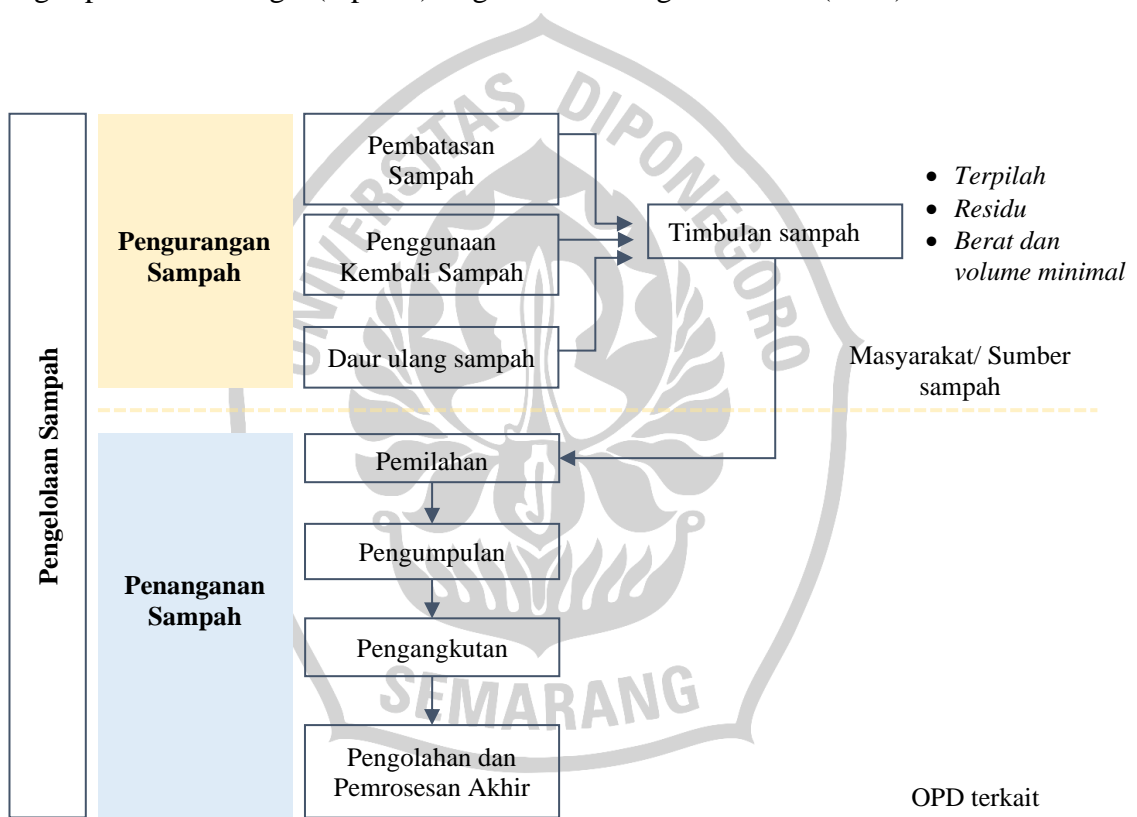 Pembatasan
Sampah
Penggunaan
Kembali Sampah
Daur ulang sampah
Pengurangan
Sampah
Timbulan sampah
• Terpilah
• Residu
• Berat dan
volume minimal
Masyarakat/ Sumber
sampah
Pengelolaan Sampah
Penanganan
Sampah
Pemilahan
Pengumpulan
Pengangkutan
Pengolahan dan
Pemrosesan Akhir
OPD terkait
UNIVERSITAS DIPONEGORO
SEMARANG